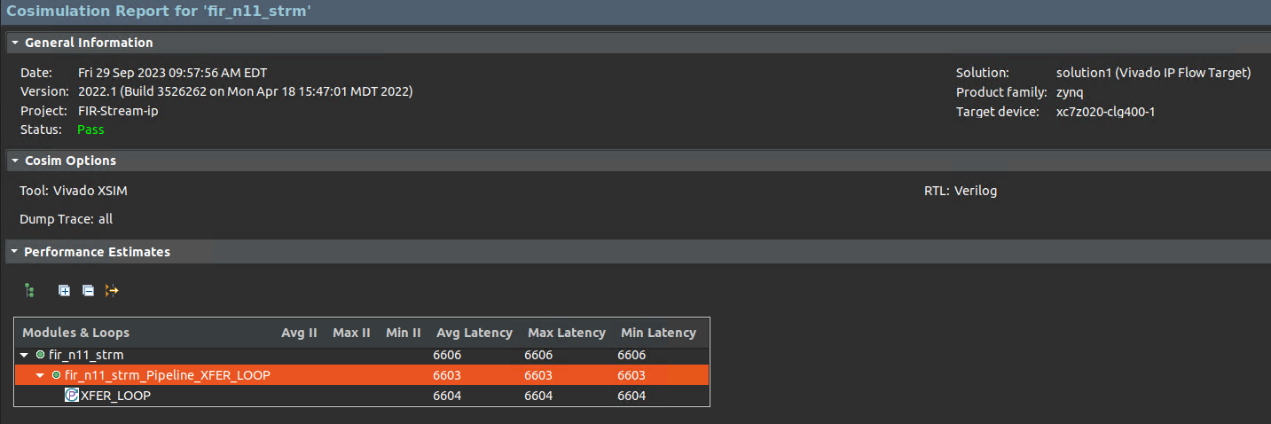 Cosimulation Report for 'fir_n11_strm'
General Information
Date: Fri 29 Sep 2023 09:57:56 AM EDT Solution: solution1 (Vivado IP Flow Target)
Version: 2022.1 (Build 3526262 on Mon Apr 18 15:47:01 MDT 2022) Product family: zynq
Project: FIR-Stream-ip Target device: xc7z020-clg400-1
Status: Pass
Cosim Options
Tool: Vivado XSIM RTL: Verilog
Dump Trace: all
Performance Estimates
Modules & Loops Avg II Max II Min II Avg Latency Max Latency Min Latency
fir_n11_strm 6606 6606 6606
fir_n11_strm_Pipeline_XFER_LOOP 6603 6603 6603
XFER_LOOP 6604 6604 6604